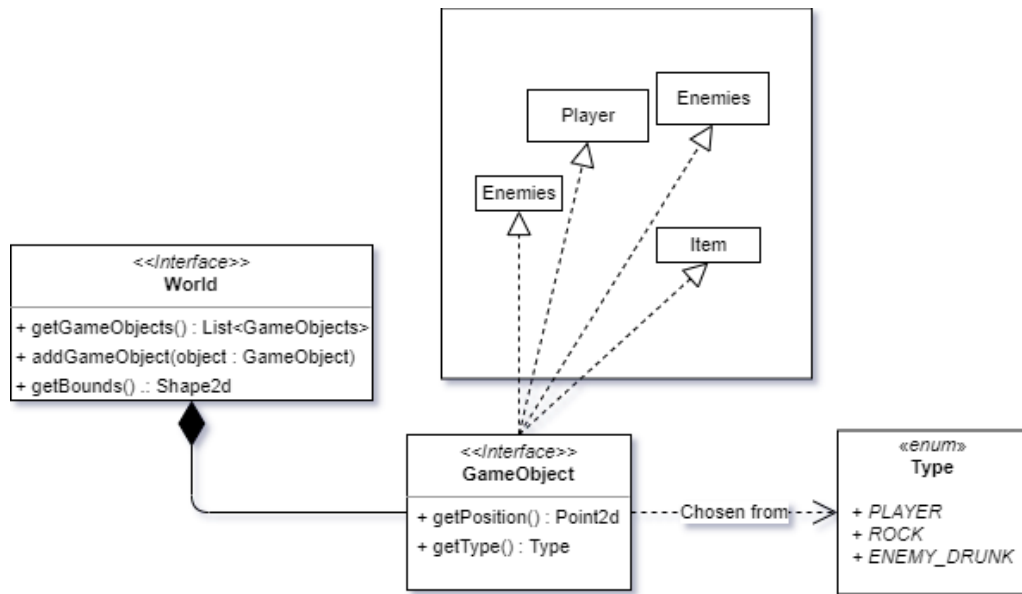 Player
Enemies
Enemies
Item
<<Interface>>
World
+ getGameObjects() : List<GameObjects>
+ addGameObject(object : GameObject)
+ getBounds() .: Shape2d
<<Interface>>
GameObject
+ getPosition() : Point2d
+ getType() : Type
Chosen from
«enum»
Type
+ PLAYER
+ ROCK
+ ENEMY_DRUNK